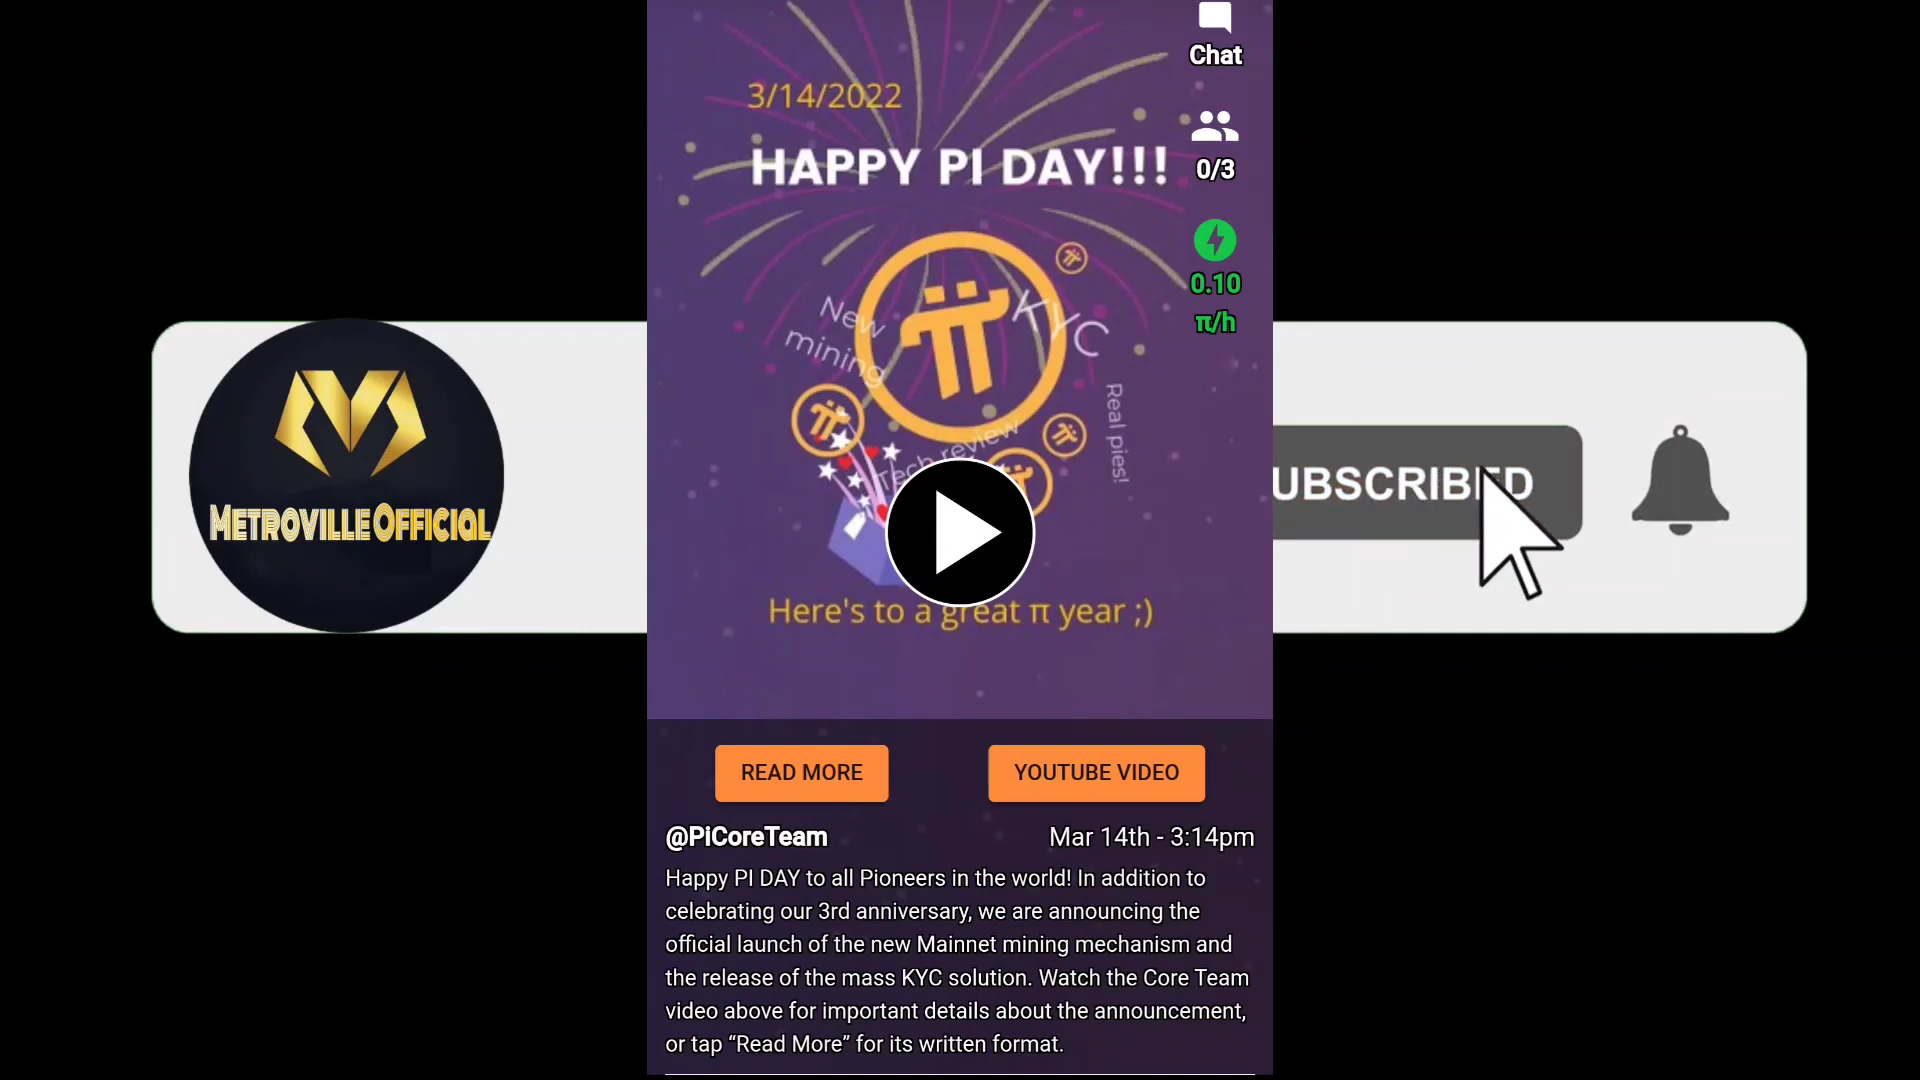 Chat
3/14/2022
HAPPY PI DAY!!!
0/3
0.10
π/h
New
mining
KYC
Real pies!
Tech review
METROVILLE OFFICIAL
UBSCRIBED
Here's to a great π year ;)
READ MORE
YOUTUBE VIDEO
@PiCoreTeam
Mar 14th - 3:14pm
Happy PI DAY to all Pioneers in the world! In addition to
celebrating our 3rd anniversary, we are announcing the
official launch of the new Mainnet mining mechanism and
the release of the mass KYC solution. Watch the Core Team
video above for important details about the announcement,
or tap “Read More” for its written format.